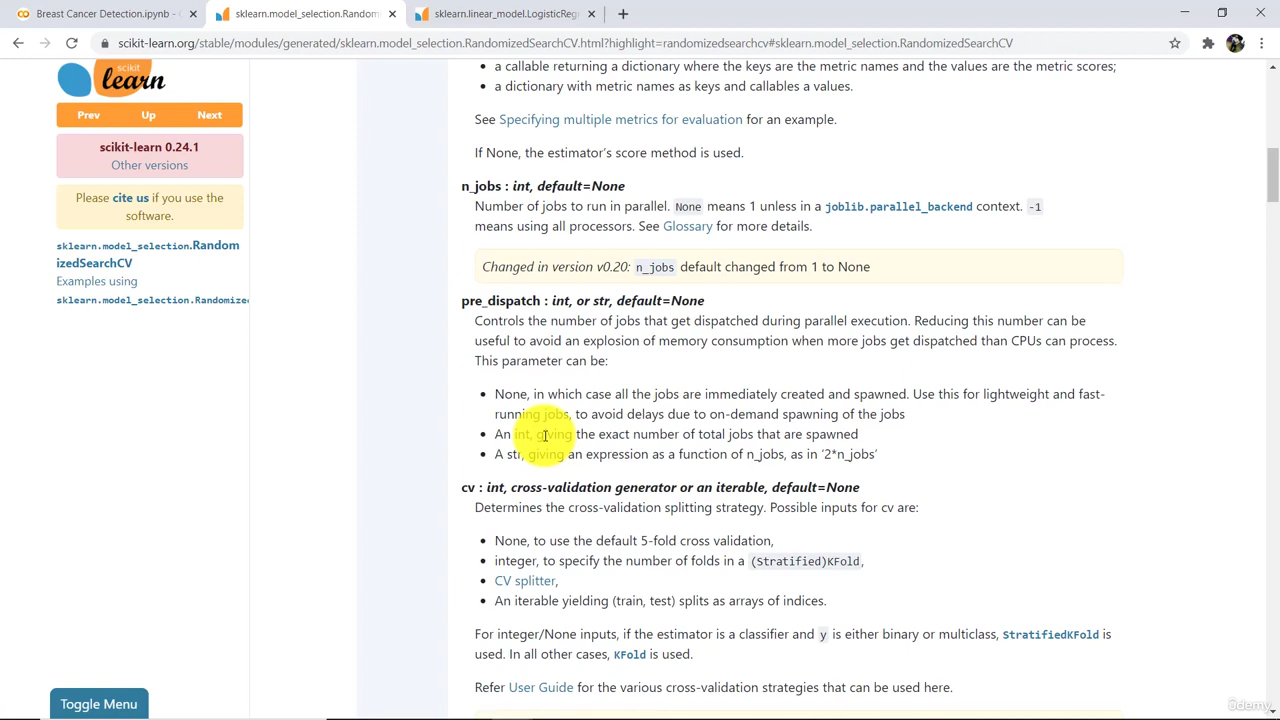 Breast Cancer Detection.ipynb -
sklearn.model_selection.Random
sklearn.linear_model.LogisticReg
scikit-learn.org/stable/modules/generated/sklearn.model_selection.RandomizedSearchCV.html?highlight=randomizedsearchcv#sklearn.model_selection.RandomizedSearchCV
scikit
learn
Prev Up Next
scikit-learn 0.24.1
Other versions
Please cite us if you use the
software.
sklearn.model_selection.Random
izedSearchCV
Examples using
sklearn.model_selection.Randomize
• a callable returning a dictionary where the keys are the metric names and the values are the metric scores;
• a dictionary with metric names as keys and callables a values.
See Specifying multiple metrics for evaluation for an example.
If None, the estimator's score method is used.
n_jobs : int, default=None
Number of jobs to run in parallel. None means 1 unless in a joblib.parallel_backend context. -1
means using all processors. See Glossary for more details.
Changed in version v0.20: n_jobs default changed from 1 to None
pre_dispatch : int, or str, default=None
Controls the number of jobs that get dispatched during parallel execution. Reducing this number can be
useful to avoid an explosion of memory consumption when more jobs get dispatched than CPUs can process.
This parameter can be:
• None, in which case all the jobs are immediately created and spawned. Use this for lightweight and fast-
running jobs, to avoid delays due to on-demand spawning of the jobs
• An int, giving the exact number of total jobs that are spawned
• A str, giving an expression as a function of n_jobs, as in '2*n_jobs'
cv : int, cross-validation generator or an iterable, default=None
Determines the cross-validation splitting strategy. Possible inputs for cv are:
• None, to use the default 5-fold cross validation,
• integer, to specify the number of folds in a (Stratified)KFold,
• CV splitter,
• An iterable yielding (train, test) splits as arrays of indices.
For integer/None inputs, if the estimator is a classifier and y is either binary or multiclass, StratifiedKFold is
used. In all other cases, KFold is used.
Refer User Guide for the various cross-validation strategies that can be used here.
Toggle Menu
ûdemy